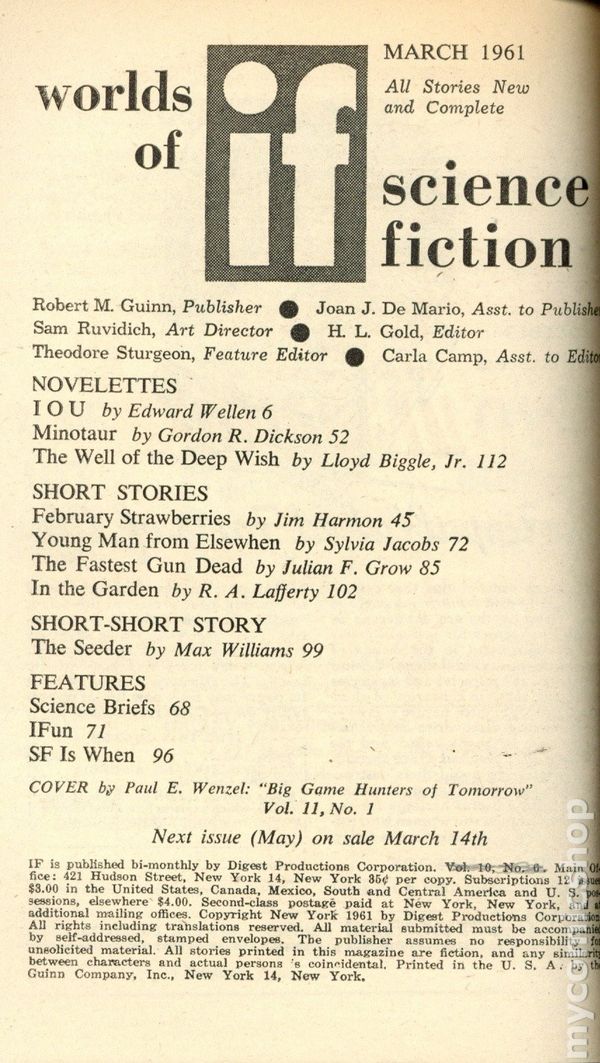 MARCH 1961
All Stories New
and Complete
worlds
of
if
science
fiction
Robert M. Guinn, Publisher ● Joan J. De Mario, Asst. to Publisher
Sam Ruvidich, Art Director ● H. L. Gold, Editor
Theodore Sturgeon, Feature Editor ● Carla Camp, Asst. to Edito
NOVELETTES
I O U by Edward Wellen 6
Minotaur by Gordon R. Dickson 52
The Well of the Deep Wish by Lloyd Biggle, Jr. 112
SHORT STORIES
February Strawberries by Jim Harmon 45
Young Man from Elsewhen by Sylvia Jacobs 72
The Fastest Gun Dead by Julian F. Grow 85
In the Garden by R. A. Lafferty 102
SHORT-SHORT STORY
The Seeder by Max Williams 99
FEATURES
Science Briefs 68
IFun 71
SF Is When 96
COVER by Paul E. Wenzel: "Big Game Hunters of Tomorrow"
Vol. 11, No. 1
Next issue (May) on sale March 14th
IF is published bi-monthly by Digest Productions Corporation. Vol. 10, No. 6. Main Of-
fice: 421 Hudson Street, New York 14, New York 35¢ per copy. Subscriptions 12 issues
$3.00 in the United States, Canada, Mexico, South and Central America and U. S. pos-
sessions, elsewhere $4.00. Second-class postage paid at New York, New York, and at
additional mailing offices. Copyright New York 1961 by Digest Productions Corporation
All rights including translations reserved. All material submitted must be accompanied
by self-addressed, stamped envelopes. The publisher assumes no responsibility for
unsolicited material. All stories printed in this magazine are fiction, and any similarity
between characters and actual persons 's coincidental. Printed in the U. S. A. by the
Guinn Company, Inc., New York 14, New York.